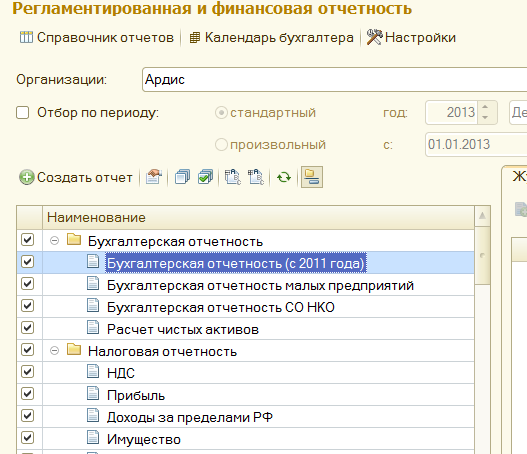 Регламентированная и финансовая отчетность
Справочник отчетов Календарь бухгалтера Настройки
Организации: Ардис
Отбор по периоду: стандартный год: 2013
произвольный с: 01.01.2013
Создать отчет
Наименование
Бухгалтерская отчетность
Бухгалтерская отчетность (с 2011 года)
Бухгалтерская отчетность малых предприятий
Бухгалтерская отчетность СО НКО
Расчет чистых активов
Налоговая отчетность
НДС
Прибыль
Доходы за пределами РФ
Имущество